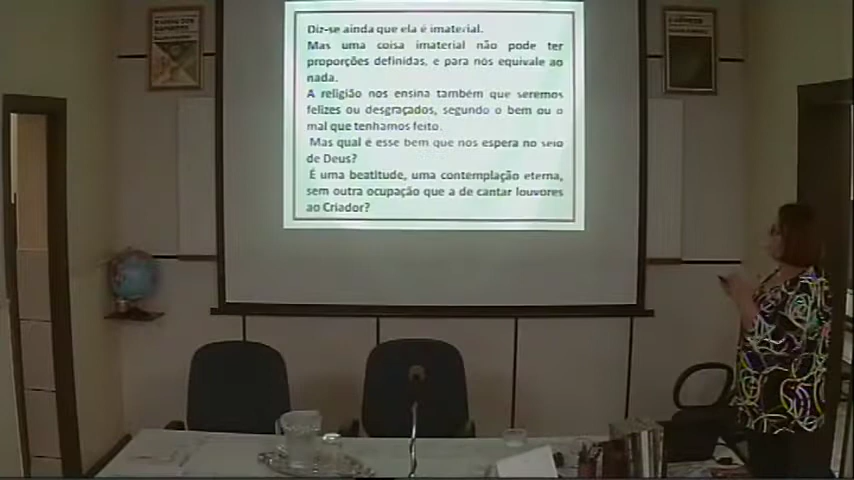 Diz-se ainda que ela é imaterial.
Mas uma coisa imaterial não pode ter
proporções definidas, e para nós equivale ao
nada.
A religião nos ensina também que seremos
felizes ou desgraçados, segundo o bem ou o
mal que tenhamos feito.
Mas qual é esse bem que nos espera no seio
de Deus?
É uma beatitude, uma contemplação eterna,
sem outra ocupação que a de cantar louvores
ao Criador?